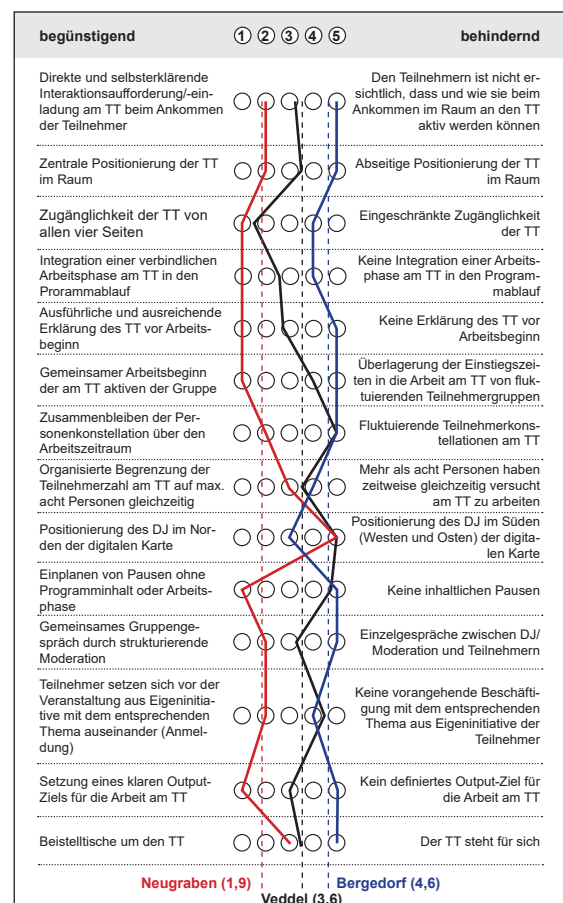 begünstigend ① ② ③ ④ ⑤ behindernd
Direkte und selbsterklärende
Interaktionsaufforderung/-ein-
ladung am TT beim Ankommen
der Teilnehmer
Den Teilnehmern ist nicht er-
sichtlich, dass und wie sie beim
Ankommen im Raum an den TT
aktiv werden können
Zentrale Positionierung der TT
im Raum
Abseitige Positionierung der TT
im Raum
Zugänglichkeit der TT von
allen vier Seiten
Eingeschränkte Zugänglichkeit
der TT
Integration einer verbindlichen
Arbeitsphase am TT in den
Prorammablauf
Keine Integration einer Arbeits-
phase am TT in den Program-
mablauf
Ausführliche und ausreichende
Erklärung des TT vor Arbeits-
beginn
Keine Erklärung des TT vor
Arbeitsbeginn
Gemeinsamer Arbeitsbeginn
der am TT aktiven der Gruppe
Überlagerung der Einstiegszei-
ten in die Arbeit am TT von fluk-
tuierenden Teilnehmergruppen
Zusammenbleiben der Per-
sonenkonstellation über den
Arbeitszeitraum
Fluktuierende Teilnehmerkons-
tellationen am TT
Organisierte Begrenzung der
Teilnehmerzahl am TT auf max.
acht Personen gleichzeitig
Mehr als acht Personen haben
zeitweise gleichzeitig versucht
am TT zu arbeiten
Positionierung des DJ im Nor-
den der digitalen Karte
Positionierung des DJ im Süden
(Westen und Osten) der digita-
len Karte
Einplanen von Pausen ohne
Programminhalt oder Arbeits-
phase
Keine inhaltlichen Pausen
Gemeinsames Gruppenge-
spräch durch strukturierende
Moderation
Einzelgespräche zwischen DJ/
Moderation und Teilnehmern
Teilnehmer setzen sich vor der
Veranstaltung aus Eigeninitia-
tive mit dem entsprechenden
Thema auseinander (Anmel-
dung)
Keine vorangehende Beschäfti-
gung mit dem entsprechenden
Thema aus Eigeninitiative der
Teilnehmer
Setzung eines klaren Output-
Ziels für die Arbeit am TT
Kein definiertes Output-Ziel für
die Arbeit am TT
Beistelltische um den TT
Der TT steht für sich
Neugraben (1,9)
Bergedorf (4,6)
Veddel (3,6)